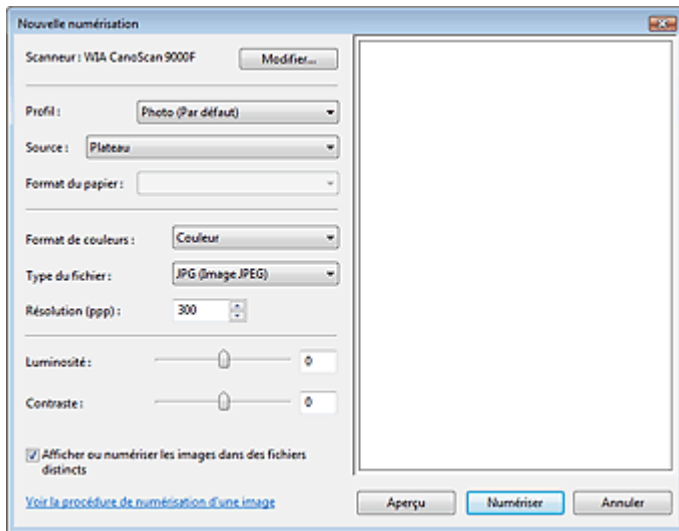 Nouvelle numérisation
Scanneur : WIA CanoScan 9000F
Modifier...
Profil :
Photo (Par défaut)
Source :
Plateau
Format du papier :
Format de couleurs :
Couleur
Type du fichier :
JPG (Image JPEG)
Résolution (ppp) :
300
Luminosité :
0
Contraste :
0
Afficher ou numériser les images dans des fichiers
distincts
Voir la procédure de numérisation d'une image
Aperçu
Numériser
Annuler